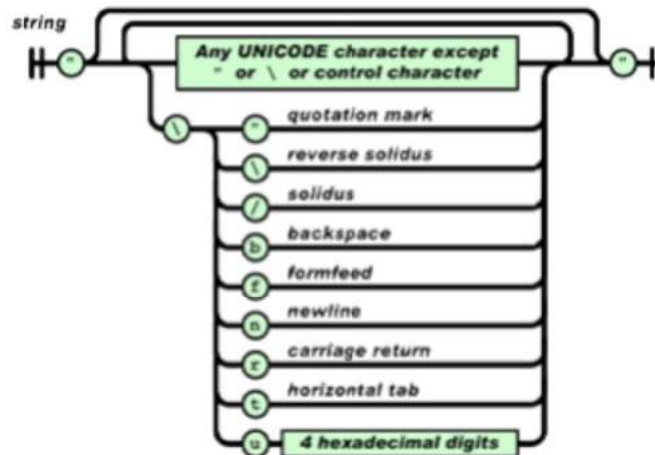 string
" Any UNICODE character except "
" or \ or control character
\ " quotation mark
\ reverse solidus
/ solidus
b backspace
f formfeed
n newline
r carriage return
t horizontal tab
u 4 hexadecimal digits